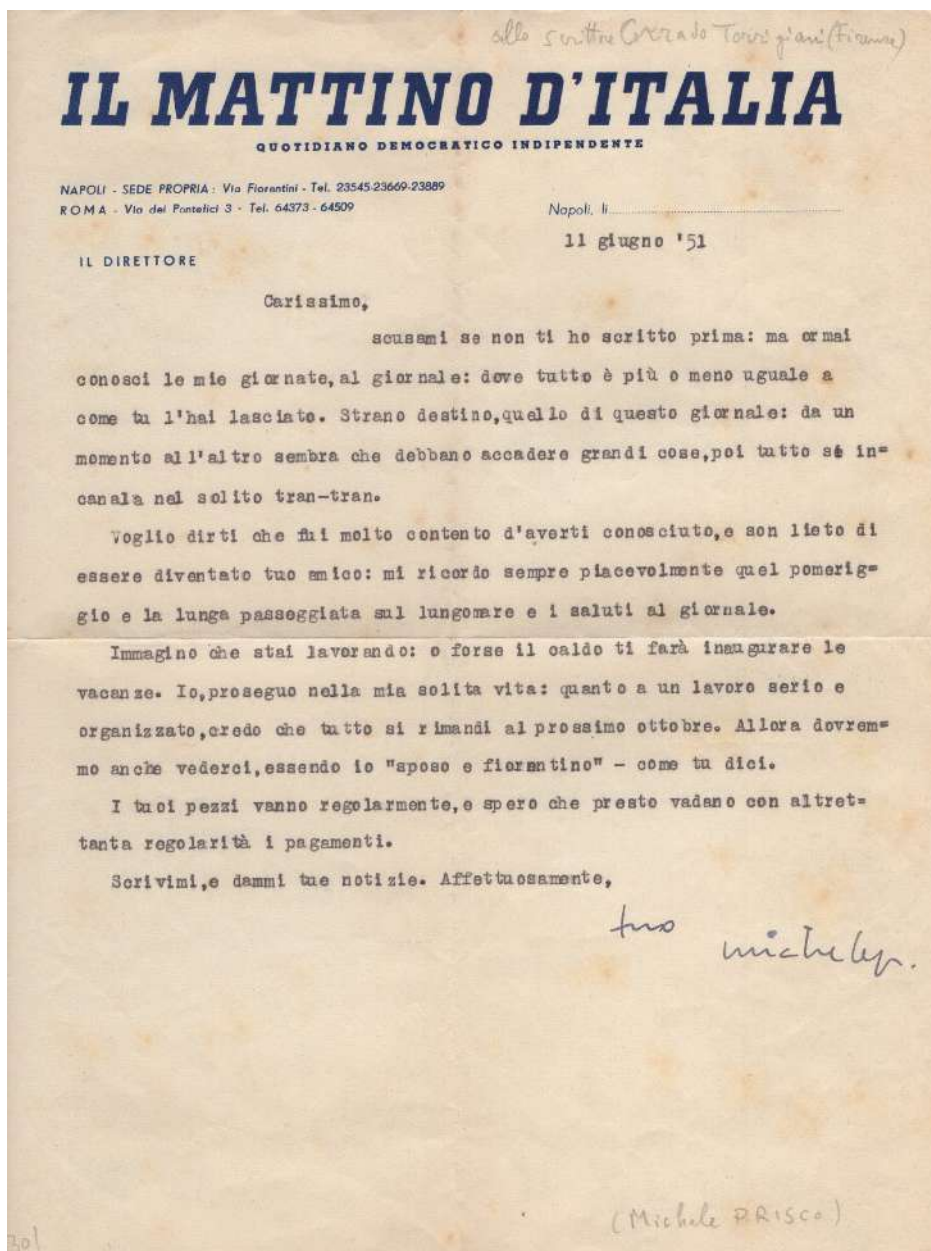 allo scrittore Corrado Torrigiani (Firenze)
IL MATTINO D'ITALIA
QUOTIDIANO DEMOCRATICO INDIPENDENTE
NAPOLI - SEDE PROPRIA : Via Fiorentini - Tel. 23545-23669-23889
ROMA - Via dei Pontefici 3 - Tel. 64373 - 64509
Napoli, li
11 giugno '51
IL DIRETTORE
Carissimo,
scusami se non ti ho scritto prima: ma ormai
conosci le mie giornate,al giornale: dove tutto è più o meno uguale a
come tu l'hai lasciato. Strano destino,quello di questo giornale: da un
momento all'altro sembra che debbano accadere grandi cose,poi tutto si in=
canala nel solito tran-tran.
Voglio dirti che fui molto contento d'averti conosciuto,e son lieto di
essere diventato tuo amico: mi ricordo sempre piacevolmente quel pomerig=
gio e la lunga passeggiata sul lungomare e i saluti al giornale.
Immagino che stai lavorando: o forse il caldo ti farà inaugurare le
vacanze. Io,proseguo nella mia solita vita: quanto a un lavoro serio e
organizzato,credo che tutto si rimandi al prossimo ottobre. Allora dovrem=
mo anche vederci,essendo io "sposo e fiorentino" - come tu dici.
I tuoi pezzi vanno regolarmente,e spero che presto vadano con altret=
tanta regolarità i pagamenti.
Scrivimi,e dammi tue notizie. Affettuosamente,
tuo
michelep.
(Michele PRISCO)
301